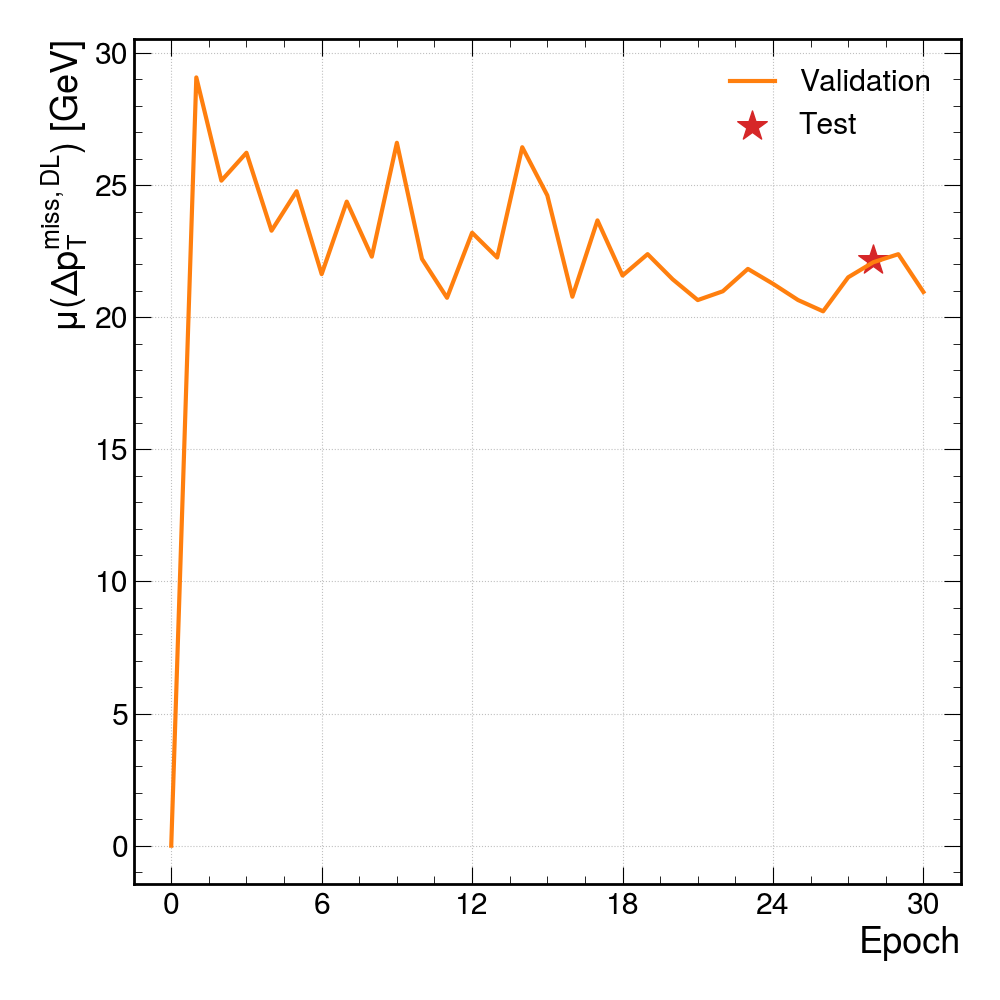 μ(Δp_T^{miss, DL}) [GeV]
30
25
20
15
10
5
0
Validation
Test
0 6 12 18 24 30
Epoch